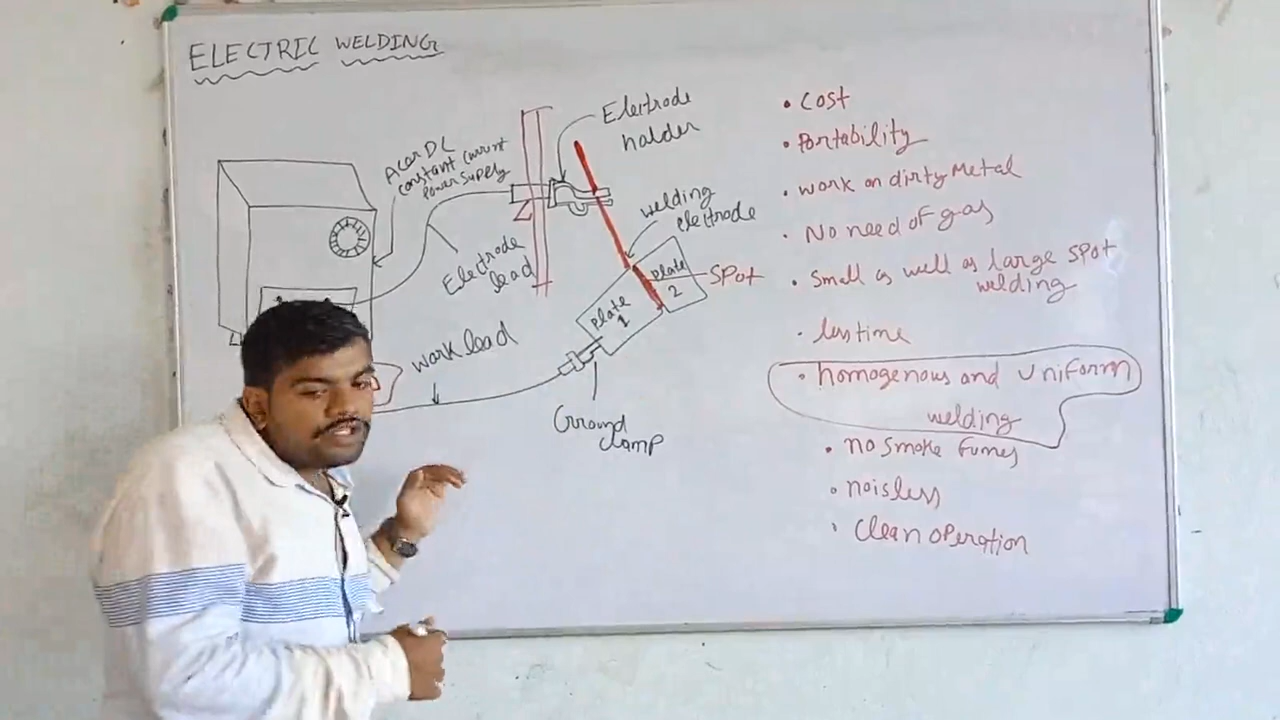 ELECTRIC WELDING
AC or DC
constant current
power supply
Electrode
halder
welding
electrode
Electrode
lead
plate
1
plate
2
SPot
work lead
Ground
clamp
• Cost
• Portability
• work on dirty Metal
• No need of gas
• Small as well as large spot
welding
• less time
• homogenous and Uniform
welding
• no smoke fumes
• noisless
• Clean operation